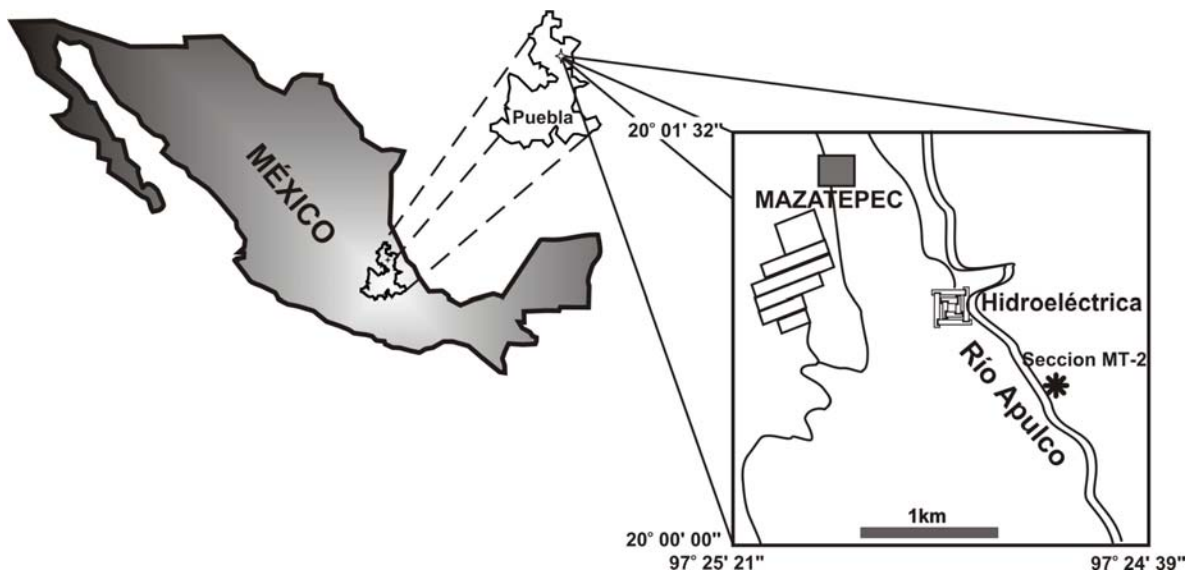 MÉXICO
Puebla
20° 01' 32"
MAZATEPEC
Hidroeléctrica
Río Apulco
Seccion MT-2
1km
20° 00' 00"
97° 25' 21"
97° 24' 39"